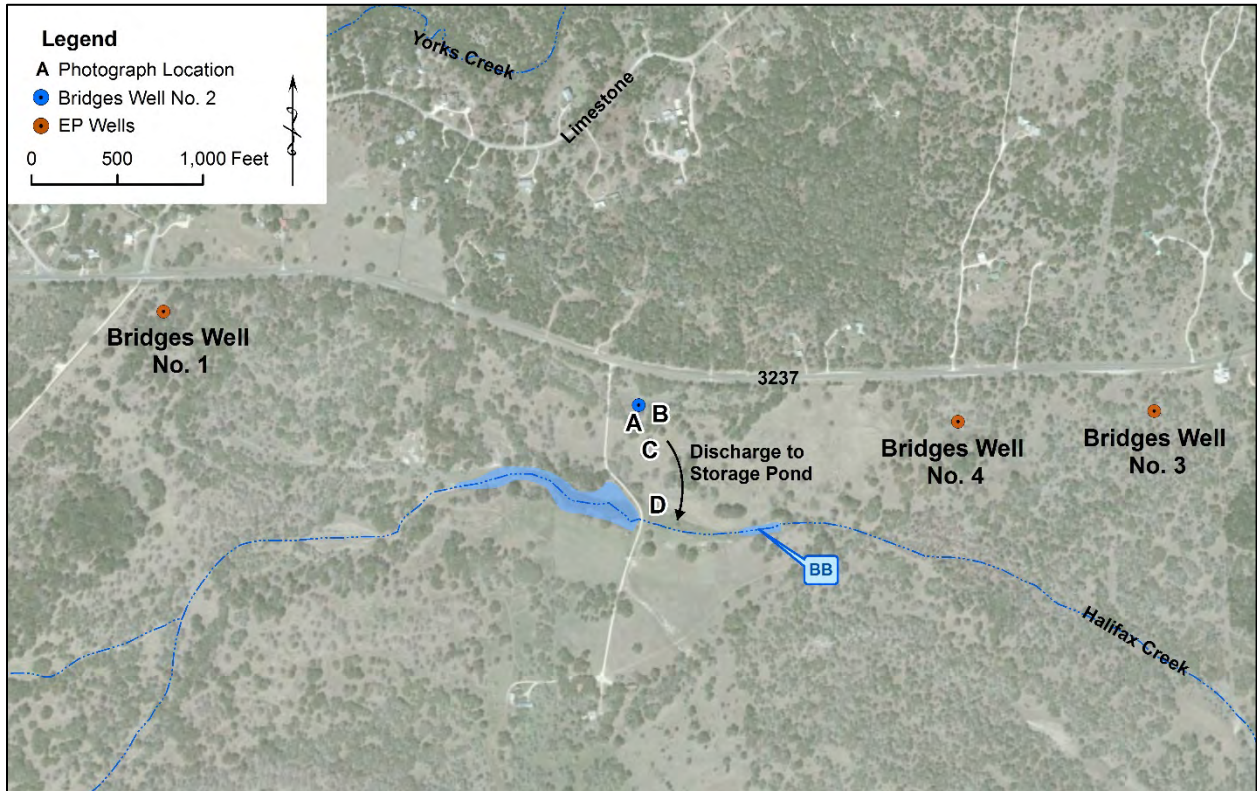 Legend
A Photograph Location
Bridges Well No. 2
EP Wells
0 500 1,000 Feet
Yorks Creek
Limestone
Bridges Well
No. 1
3237
A
B
C
D
Discharge to
Storage Pond
Bridges Well
No. 4
Bridges Well
No. 3
BB
Halifax Creek